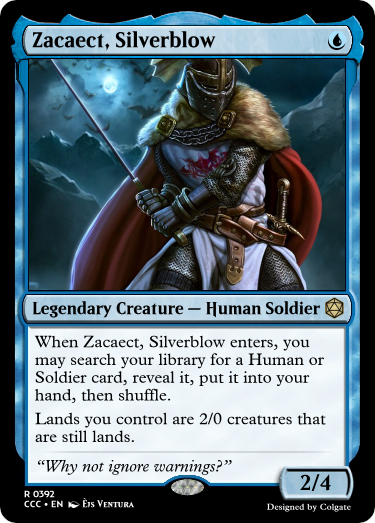 Zacaect, Silverblow
Legendary Creature — Human Soldier
When Zacaect, Silverblow enters, you
may search your library for a Human or
Soldier card, reveal it, put it into your
hand, then shuffle.
Lands you control are 2/0 creatures that
are still lands.
“Why not ignore warnings?”
2/4
R 0392
CCC • EN Èjs Ventura
Designed by Colgate